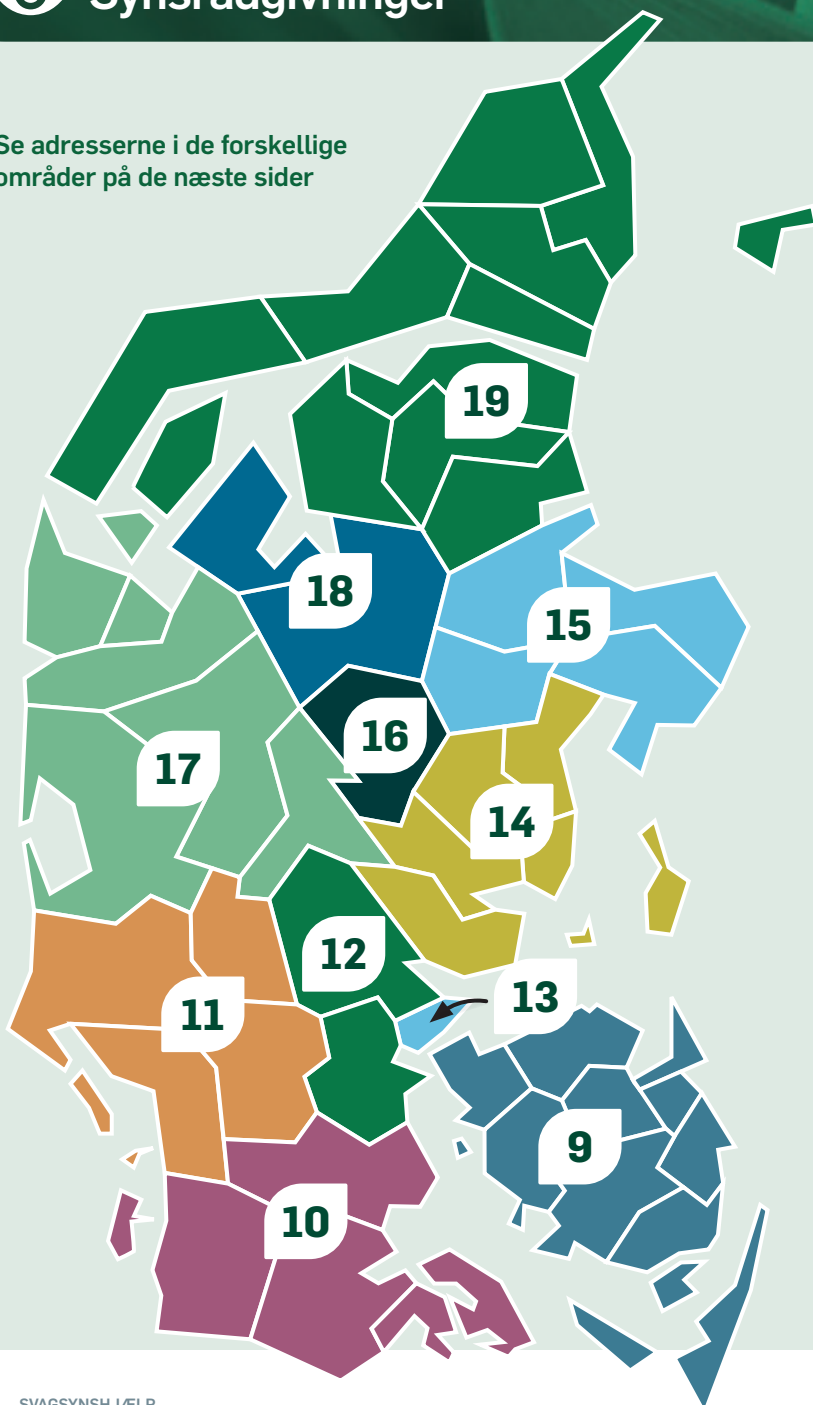 Synsrådgivninger
Se adresserne i de forskellige
områder på de næste sider
19
18
15
16
17
14
12
13
11
9
10
SVAGSYNSHJÆLP